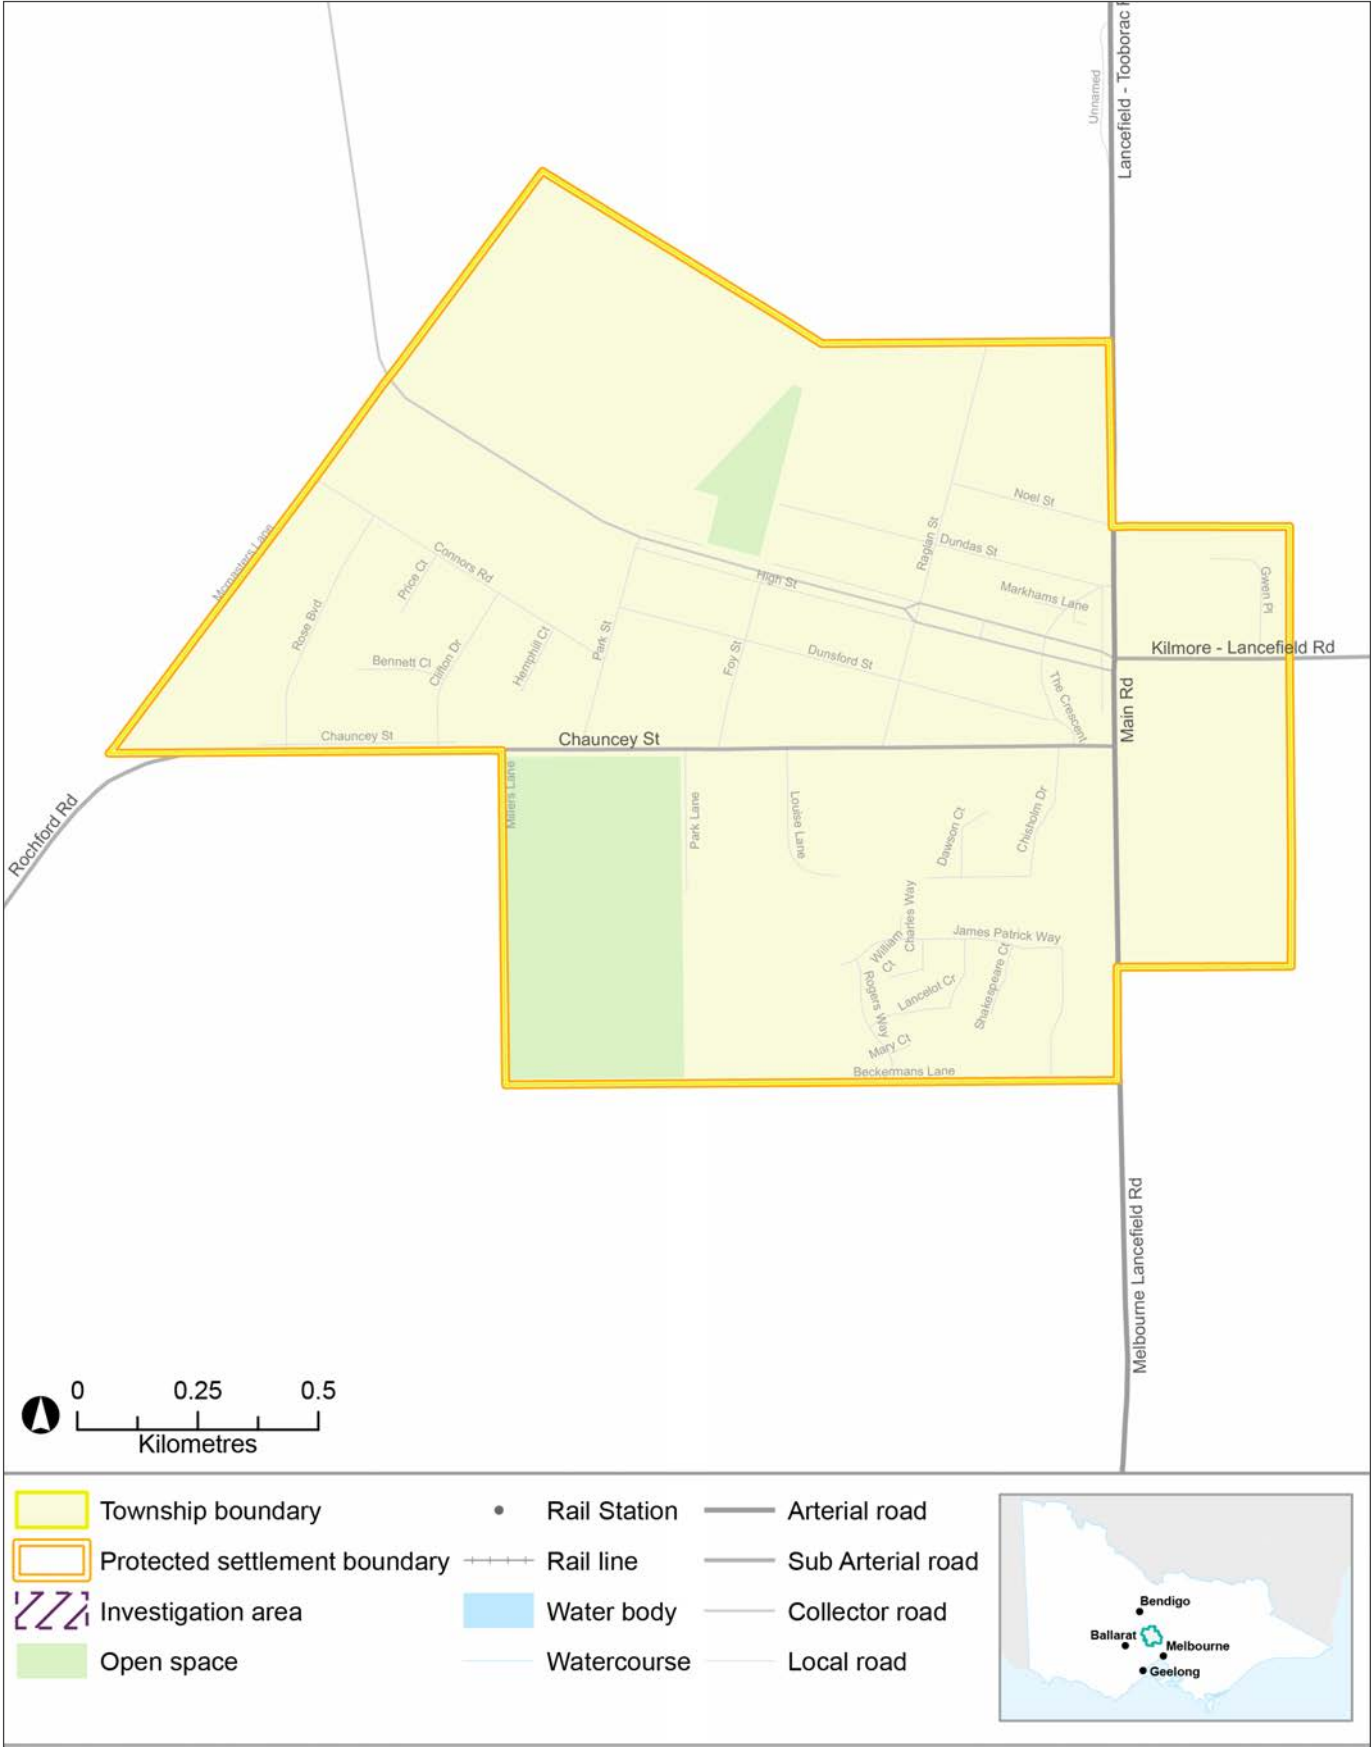 Lancefield - Tooborac
Unnamed
Noel St
Raglan St
Dundas St
Mcmasters Lane
Connors Rd
Price Ct
High St
Gwen Pl
Markhams Lane
Rose Bvd
Park St
Hemphill Ct
Bennett Cl
Clifton Dr
Foy St
Dunsford St
Kilmore - Lancefield Rd
The Crescent
Main Rd
Chauncey St
Chauncey St
Rochford Rd
Millers Lane
Park Lane
Louise Lane
Dawson Ct
Chisholm Dr
Charles Way
William
Ct
James Patrick Way
Rogers Way
Lancelot Cr
Shakespeare Ct
Mary Ct
Beckermans Lane
Melbourne Lancefield Rd
0 0.25 0.5
Kilometres
Township boundary
Protected settlement boundary
Investigation area
Open space
Rail Station
Rail line
Water body
Watercourse
Arterial road
Sub Arterial road
Collector road
Local road
Bendigo
Ballarat
Melbourne
Geelong